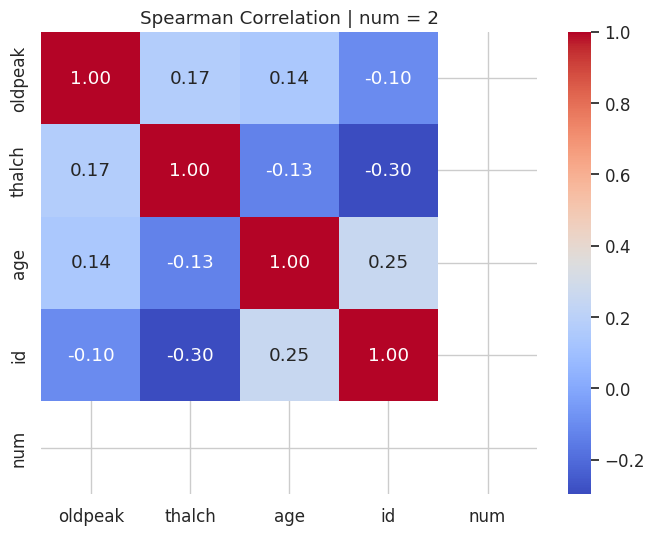 Spearman Correlation | num = 2
oldpeak 1.00 0.17 0.14 -0.10
thalch 0.17 1.00 -0.13 -0.30
age 0.14 -0.13 1.00 0.25
id -0.10 -0.30 0.25 1.00
num
oldpeak thalch age id num
1.0
0.8
0.6
0.4
0.2
0.0
−0.2